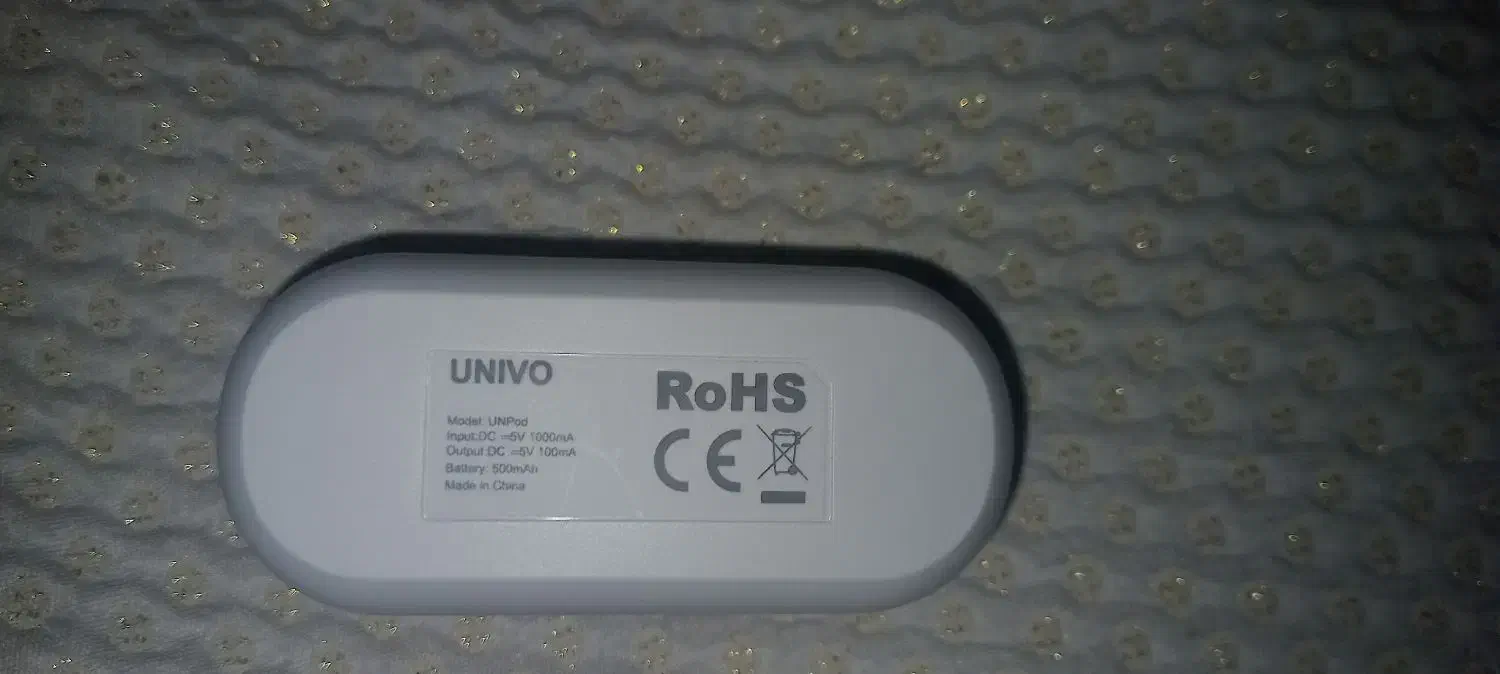 UNIVO
Model: UNPod
Input:DC ⎓5V 1000mA
Output:DC ⎓5V 100mA
Battery: 500mAh
Made in China
RoHS
CE